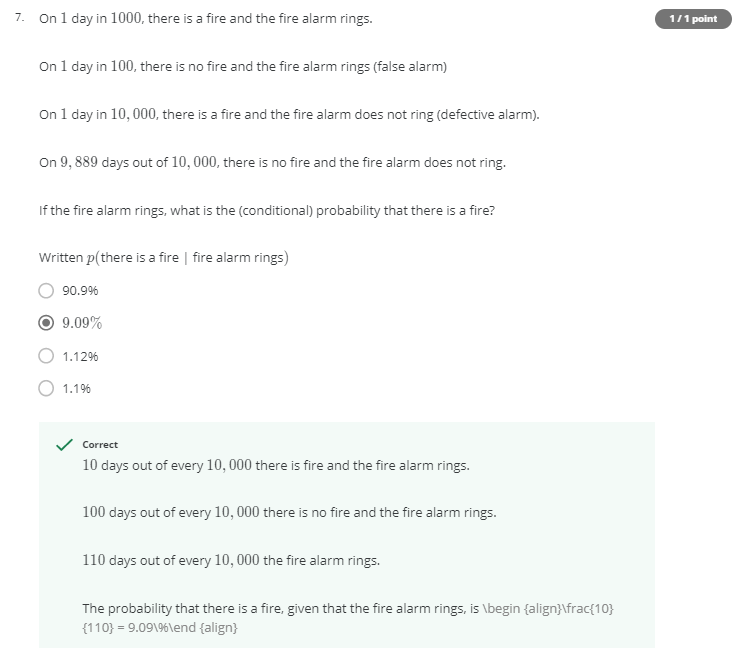 7. On 1 day in 1000, there is a fire and the fire alarm rings.
1 / 1 point
On 1 day in 100, there is no fire and the fire alarm rings (false alarm)
On 1 day in 10, 000, there is a fire and the fire alarm does not ring (defective alarm).
On 9, 889 days out of 10, 000, there is no fire and the fire alarm does not ring.
If the fire alarm rings, what is the (conditional) probability that there is a fire?
Written p(there is a fire | fire alarm rings)
90.9%
9.09%
1.12%
1.1%
Correct
10 days out of every 10, 000 there is fire and the fire alarm rings.
100 days out of every 10, 000 there is no fire and the fire alarm rings.
110 days out of every 10, 000 the fire alarm rings.
The probability that there is a fire, given that the fire alarm rings, is \begin {align}\frac{10}
{110} = 9.09\%\end {align}